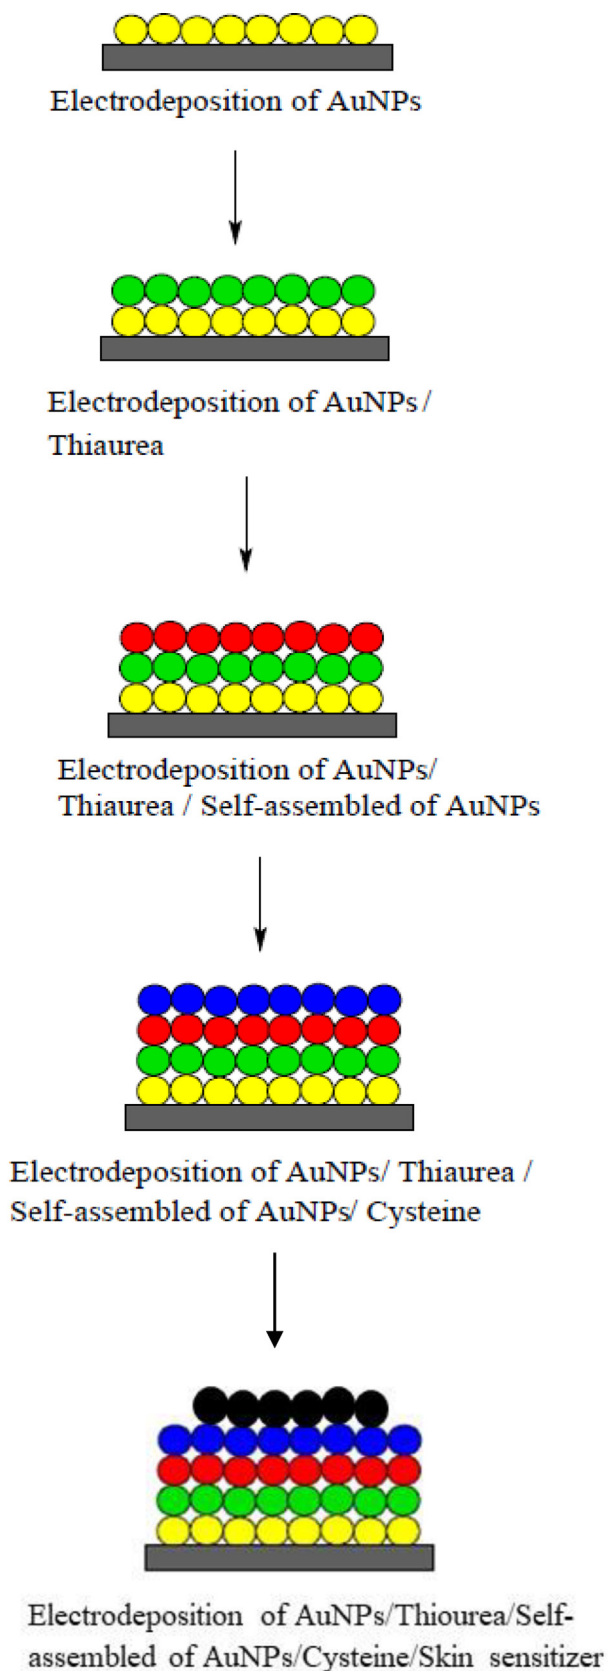 Electrodeposition of AuNPs
Electrodeposition of AuNPs/
Thiaurea
Electrodeposition of AuNPs/
Thiaurea / Self-assembled of AuNPs
Electrodeposition of AuNPs/ Thiaurea /
Self-assembled of AuNPs/ Cysteine
Electrodeposition of AuNPs/Thiourea/Self-
assembled of AuNPs/Cysteine/Skin sensitizer